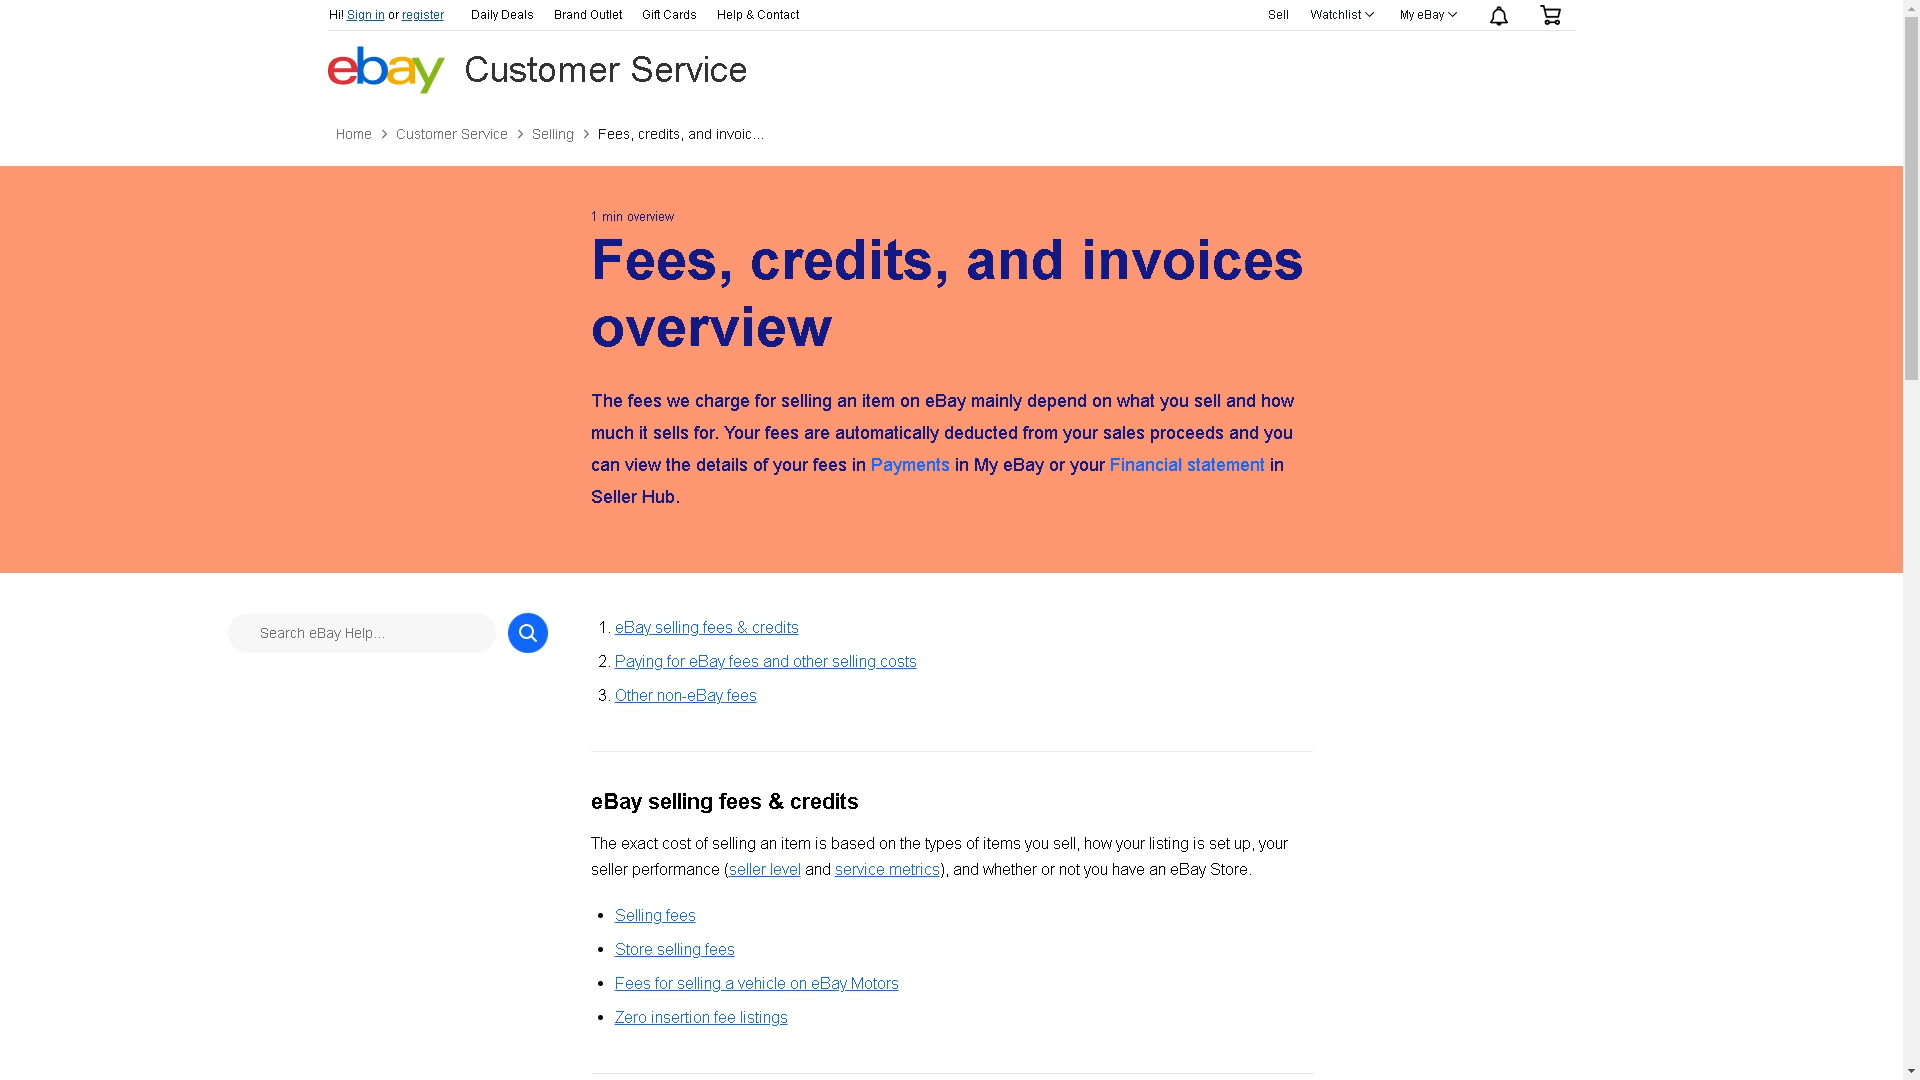 Hi! Sign in or register Daily Deals Brand Outlet Gift Cards Help & Contact Sell Watchlist My eBay
ebay Customer Service
Home > Customer Service > Selling > Fees, credits, and invoic...
1 min overview
Fees, credits, and invoices
overview
The fees we charge for selling an item on eBay mainly depend on what you sell and how
much it sells for. Your fees are automatically deducted from your sales proceeds and you
can view the details of your fees in Payments in My eBay or your Financial statement in
Seller Hub.
Search eBay Help...
1. eBay selling fees & credits
2. Paying for eBay fees and other selling costs
3. Other non-eBay fees
eBay selling fees & credits
The exact cost of selling an item is based on the types of items you sell, how your listing is set up, your
seller performance (seller level and service metrics), and whether or not you have an eBay Store.
• Selling fees
• Store selling fees
• Fees for selling a vehicle on eBay Motors
• Zero insertion fee listings